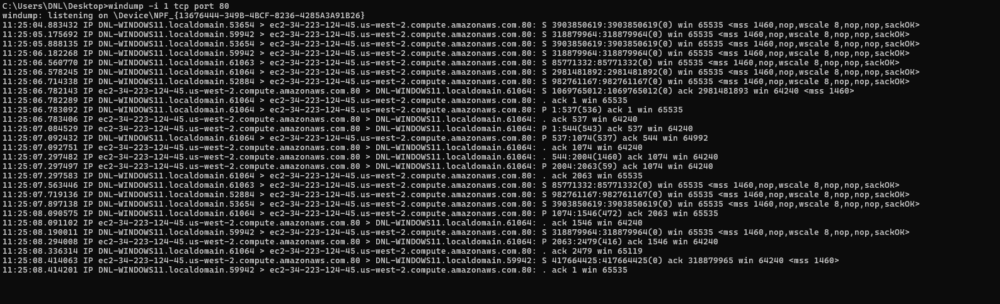 C:\Users\DNL\Desktop>windump -i 1 tcp port 80
windump: listening on \Device\NPF_{13676444-349B-4BCF-8236-4285A3A91B26}
11:25:04.883432 IP DNL-WINDOWS11.localdomain.53654 > ec2-34-223-124-45.us-west-2.compute.amazonaws.com.80: S 3903850619:3903850619(0) win 65535 <mss 1460,nop,wscale 8,nop,nop,sackOK>
11:25:05.175692 IP DNL-WINDOWS11.localdomain.59942 > ec2-34-223-124-45.us-west-2.compute.amazonaws.com.80: S 318879964:318879964(0) win 65535 <mss 1460,nop,wscale 8,nop,nop,sackOK>
11:25:05.888135 IP DNL-WINDOWS11.localdomain.53654 > ec2-34-223-124-45.us-west-2.compute.amazonaws.com.80: S 3903850619:3903850619(0) win 65535 <mss 1460,nop,wscale 8,nop,nop,sackOK>
11:25:06.182268 IP DNL-WINDOWS11.localdomain.59942 > ec2-34-223-124-45.us-west-2.compute.amazonaws.com.80: S 318879964:318879964(0) win 65535 <mss 1460,nop,wscale 8,nop,nop,sackOK>
11:25:06.560770 IP DNL-WINDOWS11.localdomain.61063 > ec2-34-223-124-45.us-west-2.compute.amazonaws.com.80: S 85771332:85771332(0) win 65535 <mss 1460,nop,wscale 8,nop,nop,sackOK>
11:25:06.578245 IP DNL-WINDOWS11.localdomain.61064 > ec2-34-223-124-45.us-west-2.compute.amazonaws.com.80: S 2981481892:2981481892(0) win 65535 <mss 1460,nop,wscale 8,nop,nop,sackOK>
11:25:06.714338 IP DNL-WINDOWS11.localdomain.52884 > ec2-34-223-124-45.us-west-2.compute.amazonaws.com.80: S 982761167:982761167(0) win 65535 <mss 1460,nop,wscale 8,nop,nop,sackOK>
11:25:06.782143 IP ec2-34-223-124-45.us-west-2.compute.amazonaws.com.80 > DNL-WINDOWS11.localdomain.61064: S 1069765012:1069765012(0) ack 2981481893 win 64240 <mss 1460>
11:25:06.782289 IP DNL-WINDOWS11.localdomain.61064 > ec2-34-223-124-45.us-west-2.compute.amazonaws.com.80: . ack 1 win 65535
11:25:06.783092 IP DNL-WINDOWS11.localdomain.61064 > ec2-34-223-124-45.us-west-2.compute.amazonaws.com.80: P 1:537(536) ack 1 win 65535
11:25:06.783406 IP ec2-34-223-124-45.us-west-2.compute.amazonaws.com.80 > DNL-WINDOWS11.localdomain.61064: . ack 537 win 64240
11:25:07.084529 IP ec2-34-223-124-45.us-west-2.compute.amazonaws.com.80 > DNL-WINDOWS11.localdomain.61064: P 1:544(543) ack 537 win 64240
11:25:07.092432 IP DNL-WINDOWS11.localdomain.61064 > ec2-34-223-124-45.us-west-2.compute.amazonaws.com.80: P 537:1074(537) ack 544 win 64992
11:25:07.092751 IP ec2-34-223-124-45.us-west-2.compute.amazonaws.com.80 > DNL-WINDOWS11.localdomain.61064: . ack 1074 win 64240
11:25:07.297482 IP ec2-34-223-124-45.us-west-2.compute.amazonaws.com.80 > DNL-WINDOWS11.localdomain.61064: . 544:2004(1460) ack 1074 win 64240
11:25:07.297497 IP ec2-34-223-124-45.us-west-2.compute.amazonaws.com.80 > DNL-WINDOWS11.localdomain.61064: P 2004:2063(59) ack 1074 win 64240
11:25:07.297583 IP DNL-WINDOWS11.localdomain.61064 > ec2-34-223-124-45.us-west-2.compute.amazonaws.com.80: . ack 2063 win 65535
11:25:07.563446 IP DNL-WINDOWS11.localdomain.61063 > ec2-34-223-124-45.us-west-2.compute.amazonaws.com.80: S 85771332:85771332(0) win 65535 <mss 1460,nop,wscale 8,nop,nop,sackOK>
11:25:07.719136 IP DNL-WINDOWS11.localdomain.52884 > ec2-34-223-124-45.us-west-2.compute.amazonaws.com.80: S 982761167:982761167(0) win 65535 <mss 1460,nop,wscale 8,nop,nop,sackOK>
11:25:07.897138 IP DNL-WINDOWS11.localdomain.53654 > ec2-34-223-124-45.us-west-2.compute.amazonaws.com.80: S 3903850619:3903850619(0) win 65535 <mss 1460,nop,wscale 8,nop,nop,sackOK>
11:25:08.090575 IP DNL-WINDOWS11.localdomain.61064 > ec2-34-223-124-45.us-west-2.compute.amazonaws.com.80: P 1074:1546(472) ack 2063 win 65535
11:25:08.091102 IP ec2-34-223-124-45.us-west-2.compute.amazonaws.com.80 > DNL-WINDOWS11.localdomain.61064: . ack 1546 win 64240
11:25:08.190011 IP DNL-WINDOWS11.localdomain.59942 > ec2-34-223-124-45.us-west-2.compute.amazonaws.com.80: S 318879964:318879964(0) win 65535 <mss 1460,nop,wscale 8,nop,nop,sackOK>
11:25:08.294008 IP ec2-34-223-124-45.us-west-2.compute.amazonaws.com.80 > DNL-WINDOWS11.localdomain.61064: P 2063:2479(416) ack 1546 win 64240
11:25:08.336314 IP DNL-WINDOWS11.localdomain.61064 > ec2-34-223-124-45.us-west-2.compute.amazonaws.com.80: . ack 2479 win 65119
11:25:08.414063 IP ec2-34-223-124-45.us-west-2.compute.amazonaws.com.80 > DNL-WINDOWS11.localdomain.59942: S 417664425:417664425(0) ack 318879965 win 64240 <mss 1460>
11:25:08.414201 IP DNL-WINDOWS11.localdomain.59942 > ec2-34-223-124-45.us-west-2.compute.amazonaws.com.80: . ack 1 win 65535